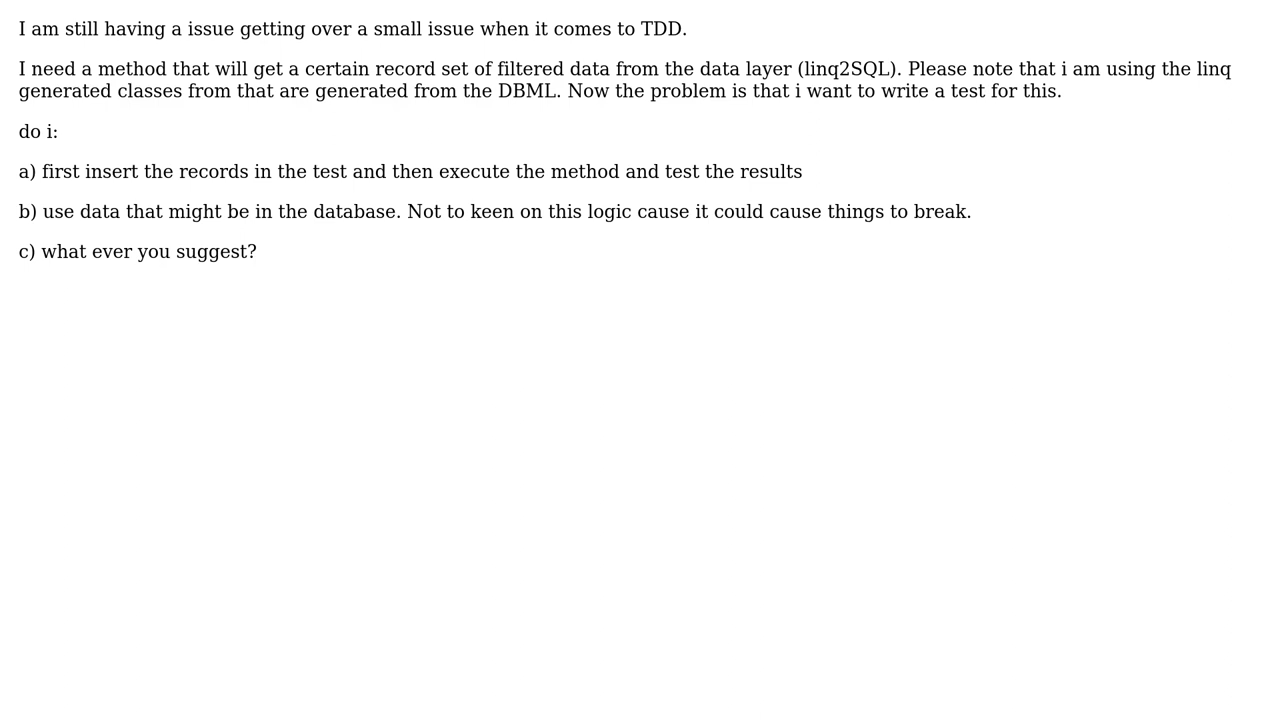 I am still having a issue getting over a small issue when it comes to TDD.
I need a method that will get a certain record set of filtered data from the data layer (linq2SQL). Please note that i am using the linq
generated classes from that are generated from the DBML. Now the problem is that i want to write a test for this.
do i:
a) first insert the records in the test and then execute the method and test the results
b) use data that might be in the database. Not to keen on this logic cause it could cause things to break.
c) what ever you suggest?